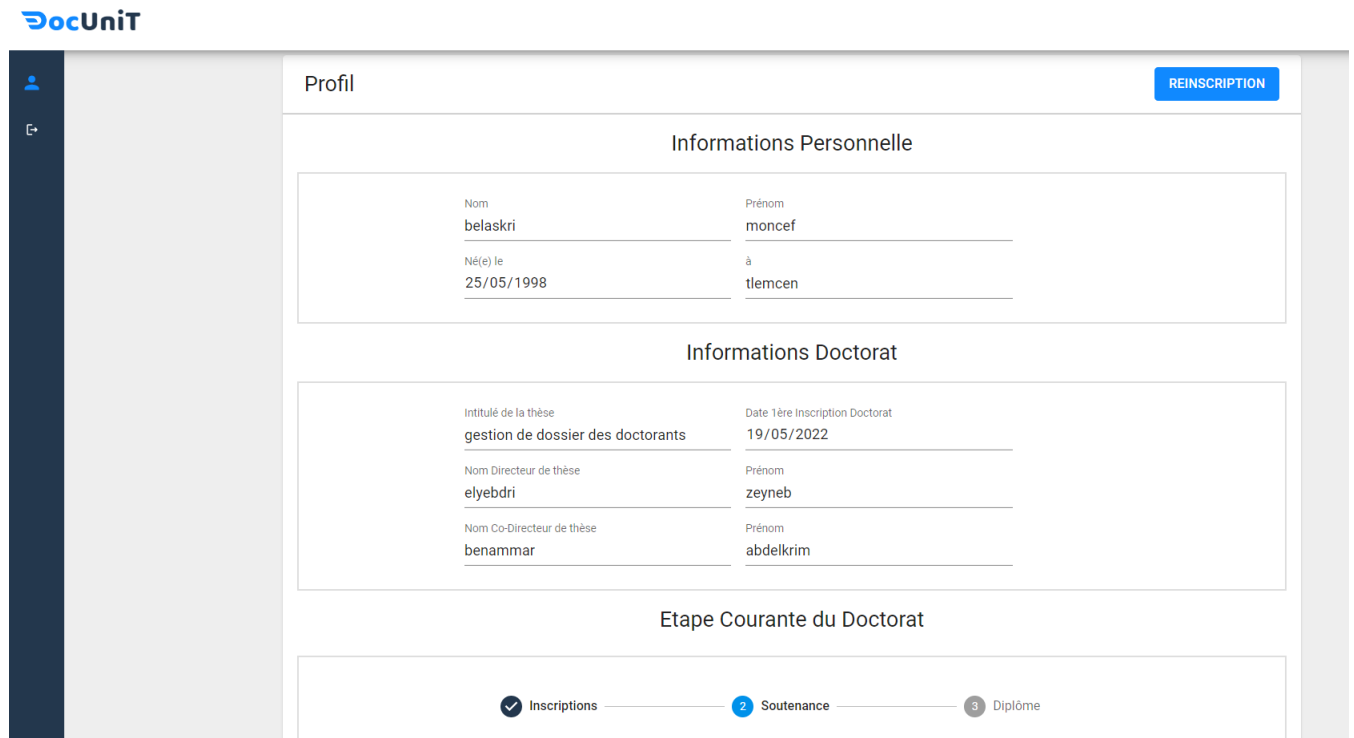 DocUniT
Profil
REINSCRIPTION
Informations Personnelle
Nom Prénom
belaskri moncef
Né(e) le à
25/05/1998 tlemcen
Informations Doctorat
Intitulé de la thèse Date 1ère Inscription Doctorat
gestion de dossier des doctorants 19/05/2022
Nom Directeur de thèse Prénom
elyebdri zeyneb
Nom Co-Directeur de thèse Prénom
benammar abdelkrim
Etape Courante du Doctorat
Inscriptions 2 Soutenance 3 Diplôme